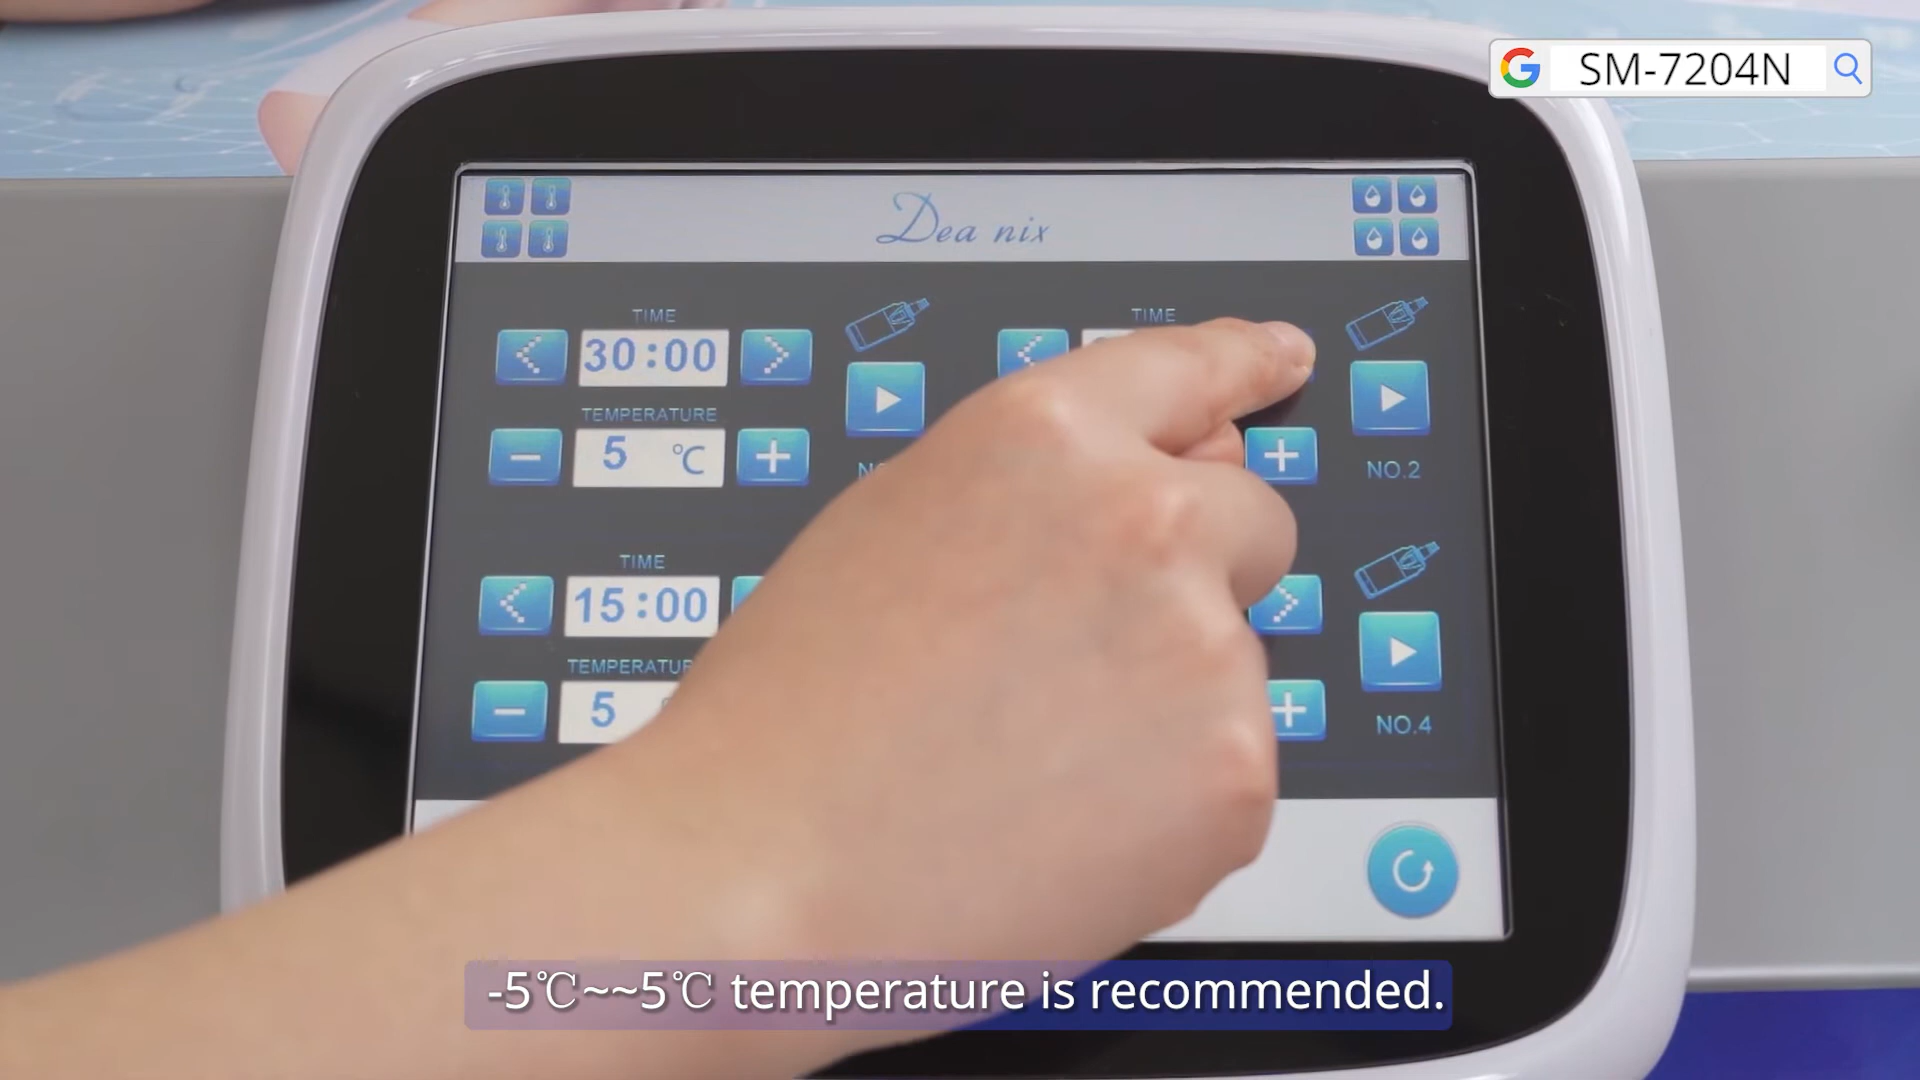 SM-7204N
Dea nix
TIME
TIME
30:00
TEMPERATURE
5 ℃
NO.2
TIME
15:00
TEMPERATUR
5
NO.4
-5℃~~5℃ temperature is recommended.